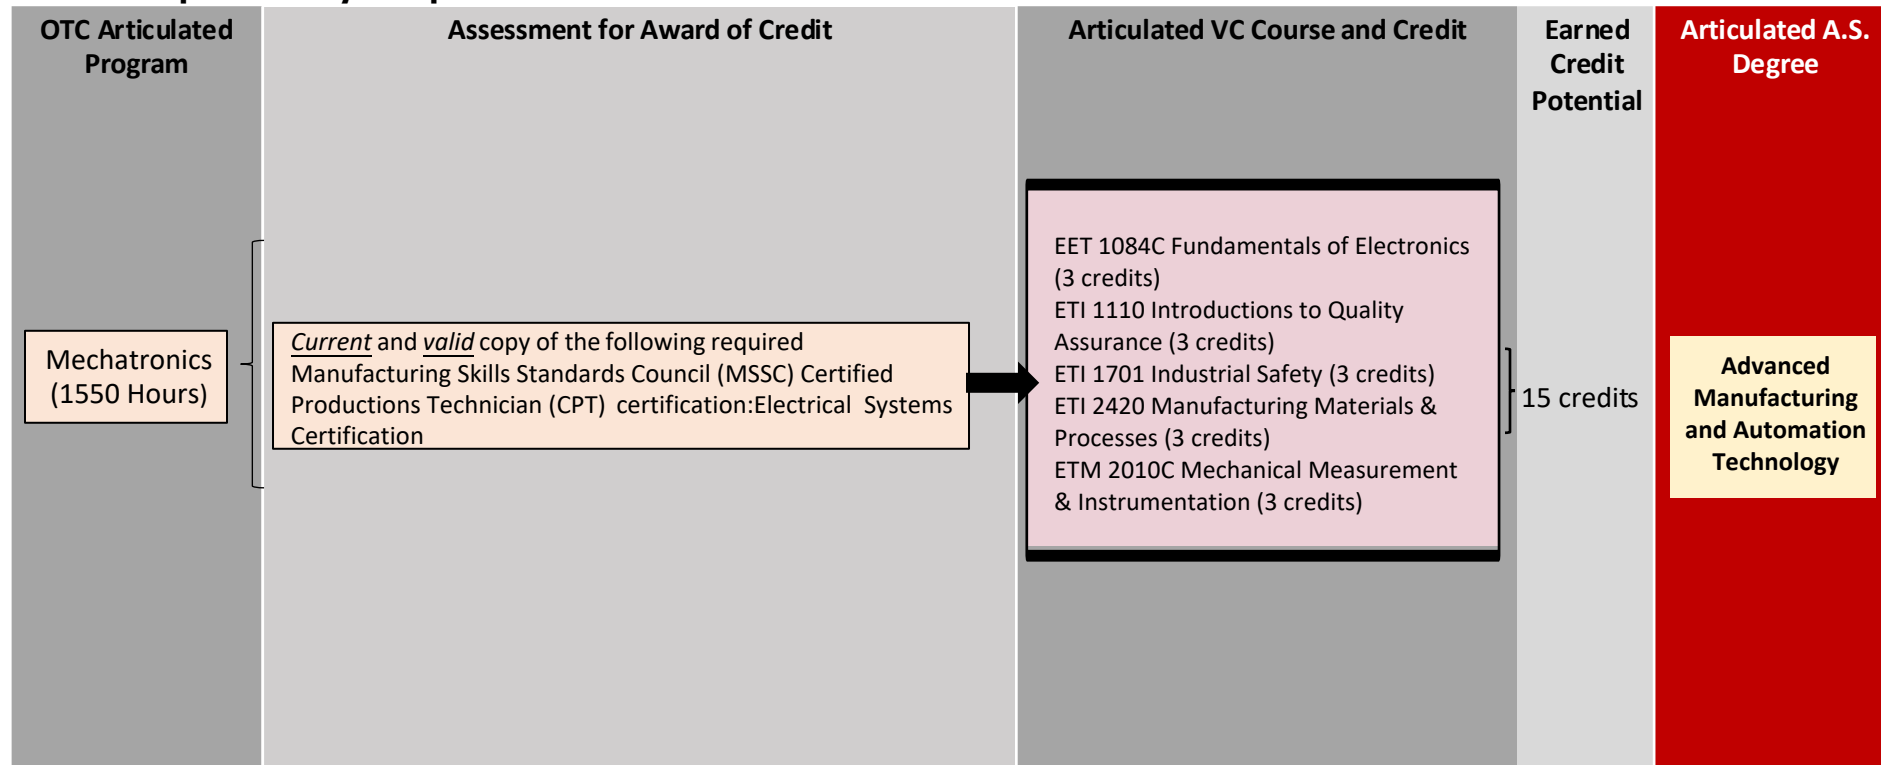 OTC Articulated
Program
Assessment for Award of Credit
Articulated VC Course and Credit
Earned
Credit
Potential
Articulated A.S.
Degree
Mechatronics
(1550 Hours)
Current and valid copy of the following required
Manufacturing Skills Standards Council (MSSC) Certified
Productions Technician (CPT) certification:Electrical Systems
Certification
EET 1084C Fundamentals of Electronics
(3 credits)
ETI 1110 Introductions to Quality
Assurance (3 credits)
ETI 1701 Industrial Safety (3 credits)
ETI 2420 Manufacturing Materials &
Processes (3 credits)
ETM 2010C Mechanical Measurement
& Instrumentation (3 credits)
15 credits
Advanced
Manufacturing
and Automation
Technology